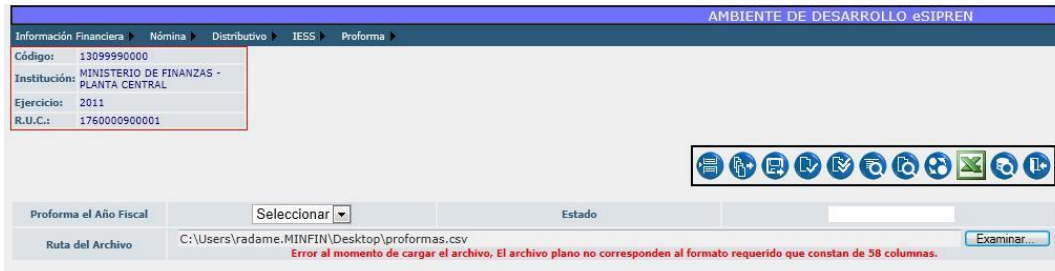 AMBIENTE DE DESARROLLO eSIPREN
Información Financiera Nómina Distributivo IESS Proforma
Código: 13099990000
Institución: MINISTERIO DE FINANZAS - PLANTA CENTRAL
Ejercicio: 2011
R.U.C.: 1760000900001
Proforma el Año Fiscal Seleccionar Estado
Ruta del Archivo C:\Users\radame.MINFIN\Desktop\proformas.csv Examinar...
Error al momento de cargar el archivo, El archivo plano no corresponden al formato requerido que constan de 58 columnas.